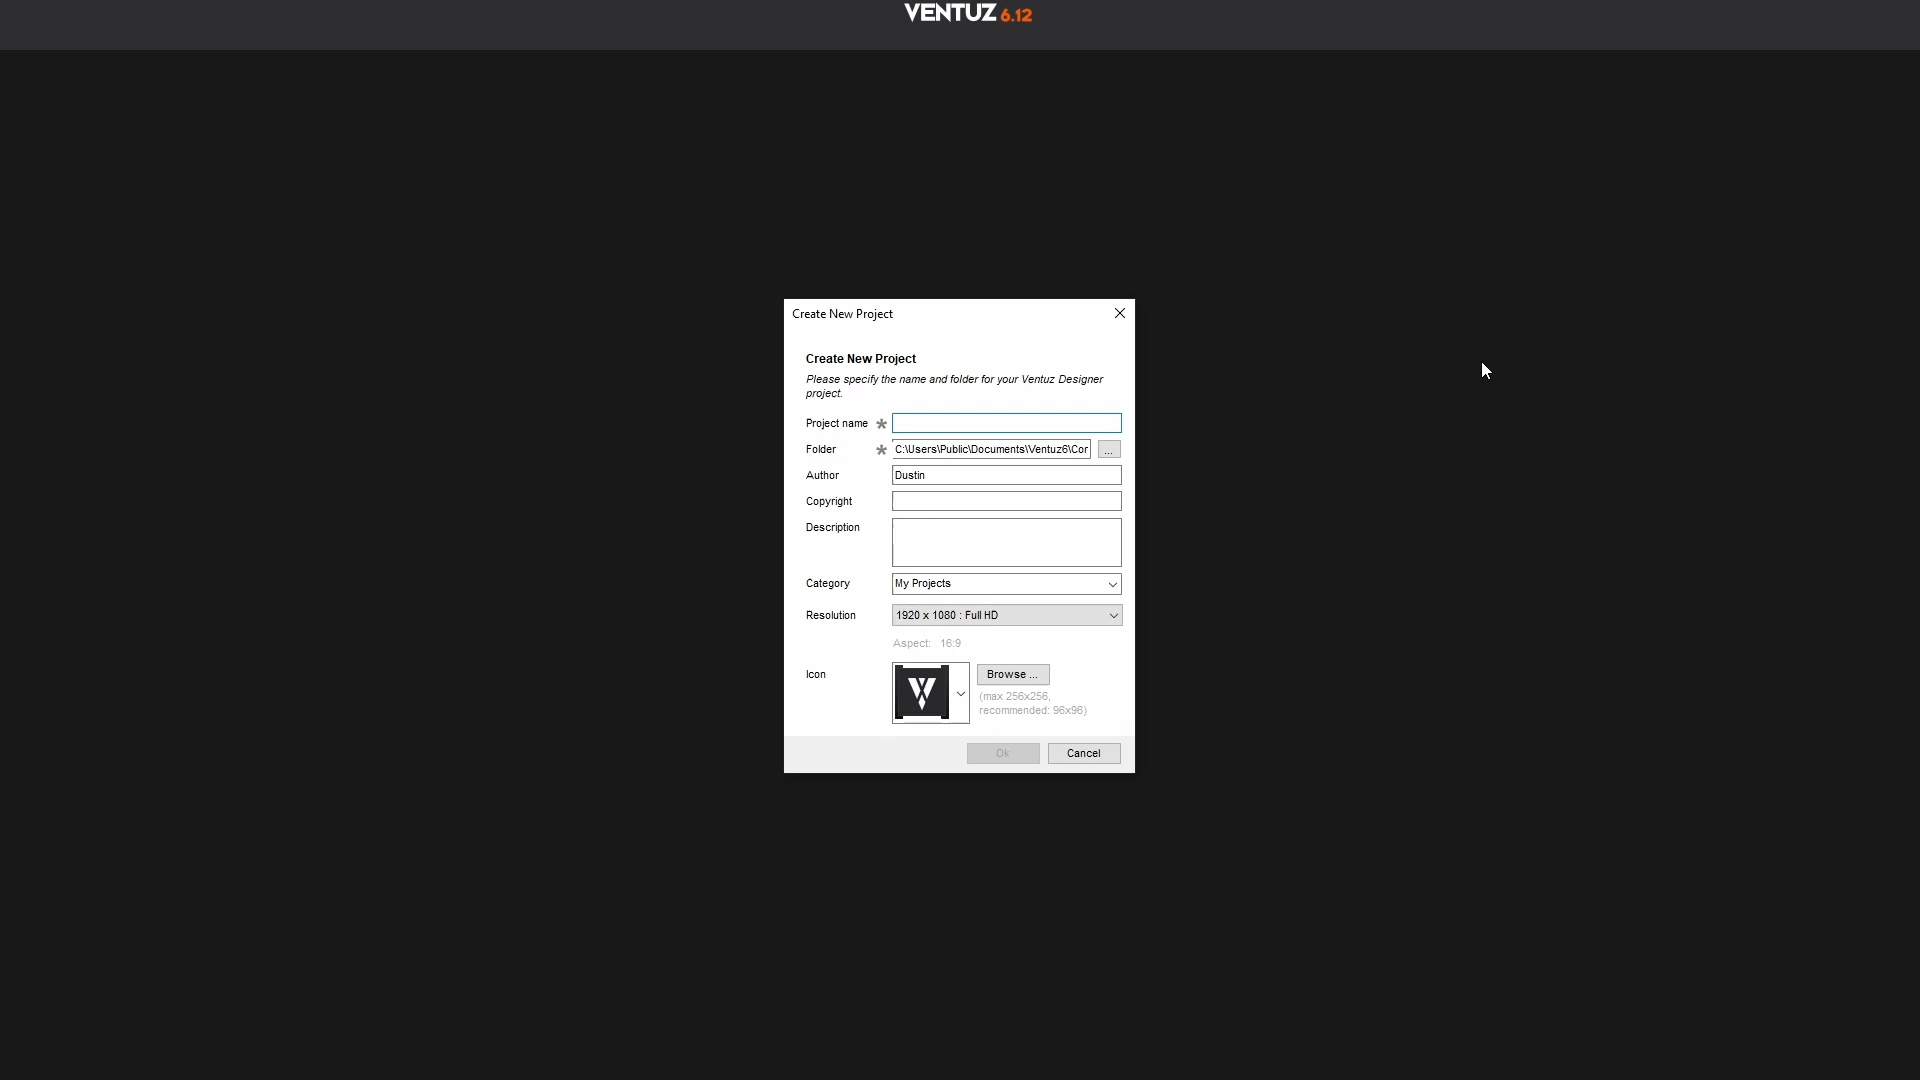 VENTUZ 6.12
Create New Project
Create New Project
Please specify the name and folder for your Ventuz Designer
project.
Project name *
Folder * C:\Users\Public\Documents\Ventuz6\Cor ...
Author Dustin
Copyright
Description
Category My Projects
Resolution 1920 x 1080 : Full HD
Aspect: 16:9
Icon Browse ...
(max 256x256,
recommended: 96x96)
Ok Cancel